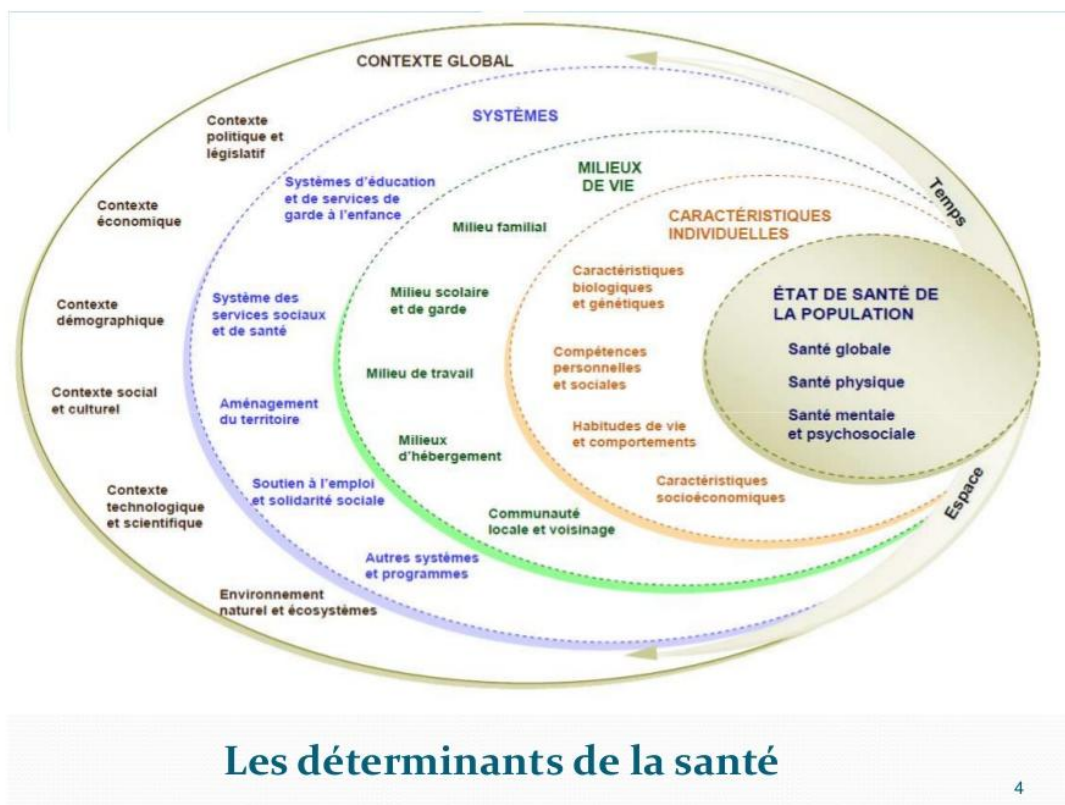 CONTEXTE GLOBAL
Contexte
politique et
législatif
Contexte
économique
Contexte
démographique
Contexte social
et culturel
Contexte
technologique
et scientifique
Environnement
naturel et écosystèmes
SYSTÈMES
Systèmes d'éducation
et de services de
garde à l'enfance
Système des
services sociaux
et de santé
Aménagement
du territoire
Soutien à l'emploi
et solidarité sociale
Autres systèmes
et programmes
MILIEUX
DE VIE
Milieu familial
Milieu scolaire
et de garde
Milieu de travail
Milieux
d'hébergement
Communauté
locale et voisinage
CARACTÉRISTIQUES
INDIVIDUELLES
Caractéristiques
biologiques
et génétiques
Compétences
personnelles
et sociales
Habitudes de vie
et comportements
Caractéristiques
socioéconomiques
ÉTAT DE SANTÉ DE
LA POPULATION
Santé globale
Santé physique
Santé mentale
et psychosociale
Temps
Espace
Les déterminants de la santé
4